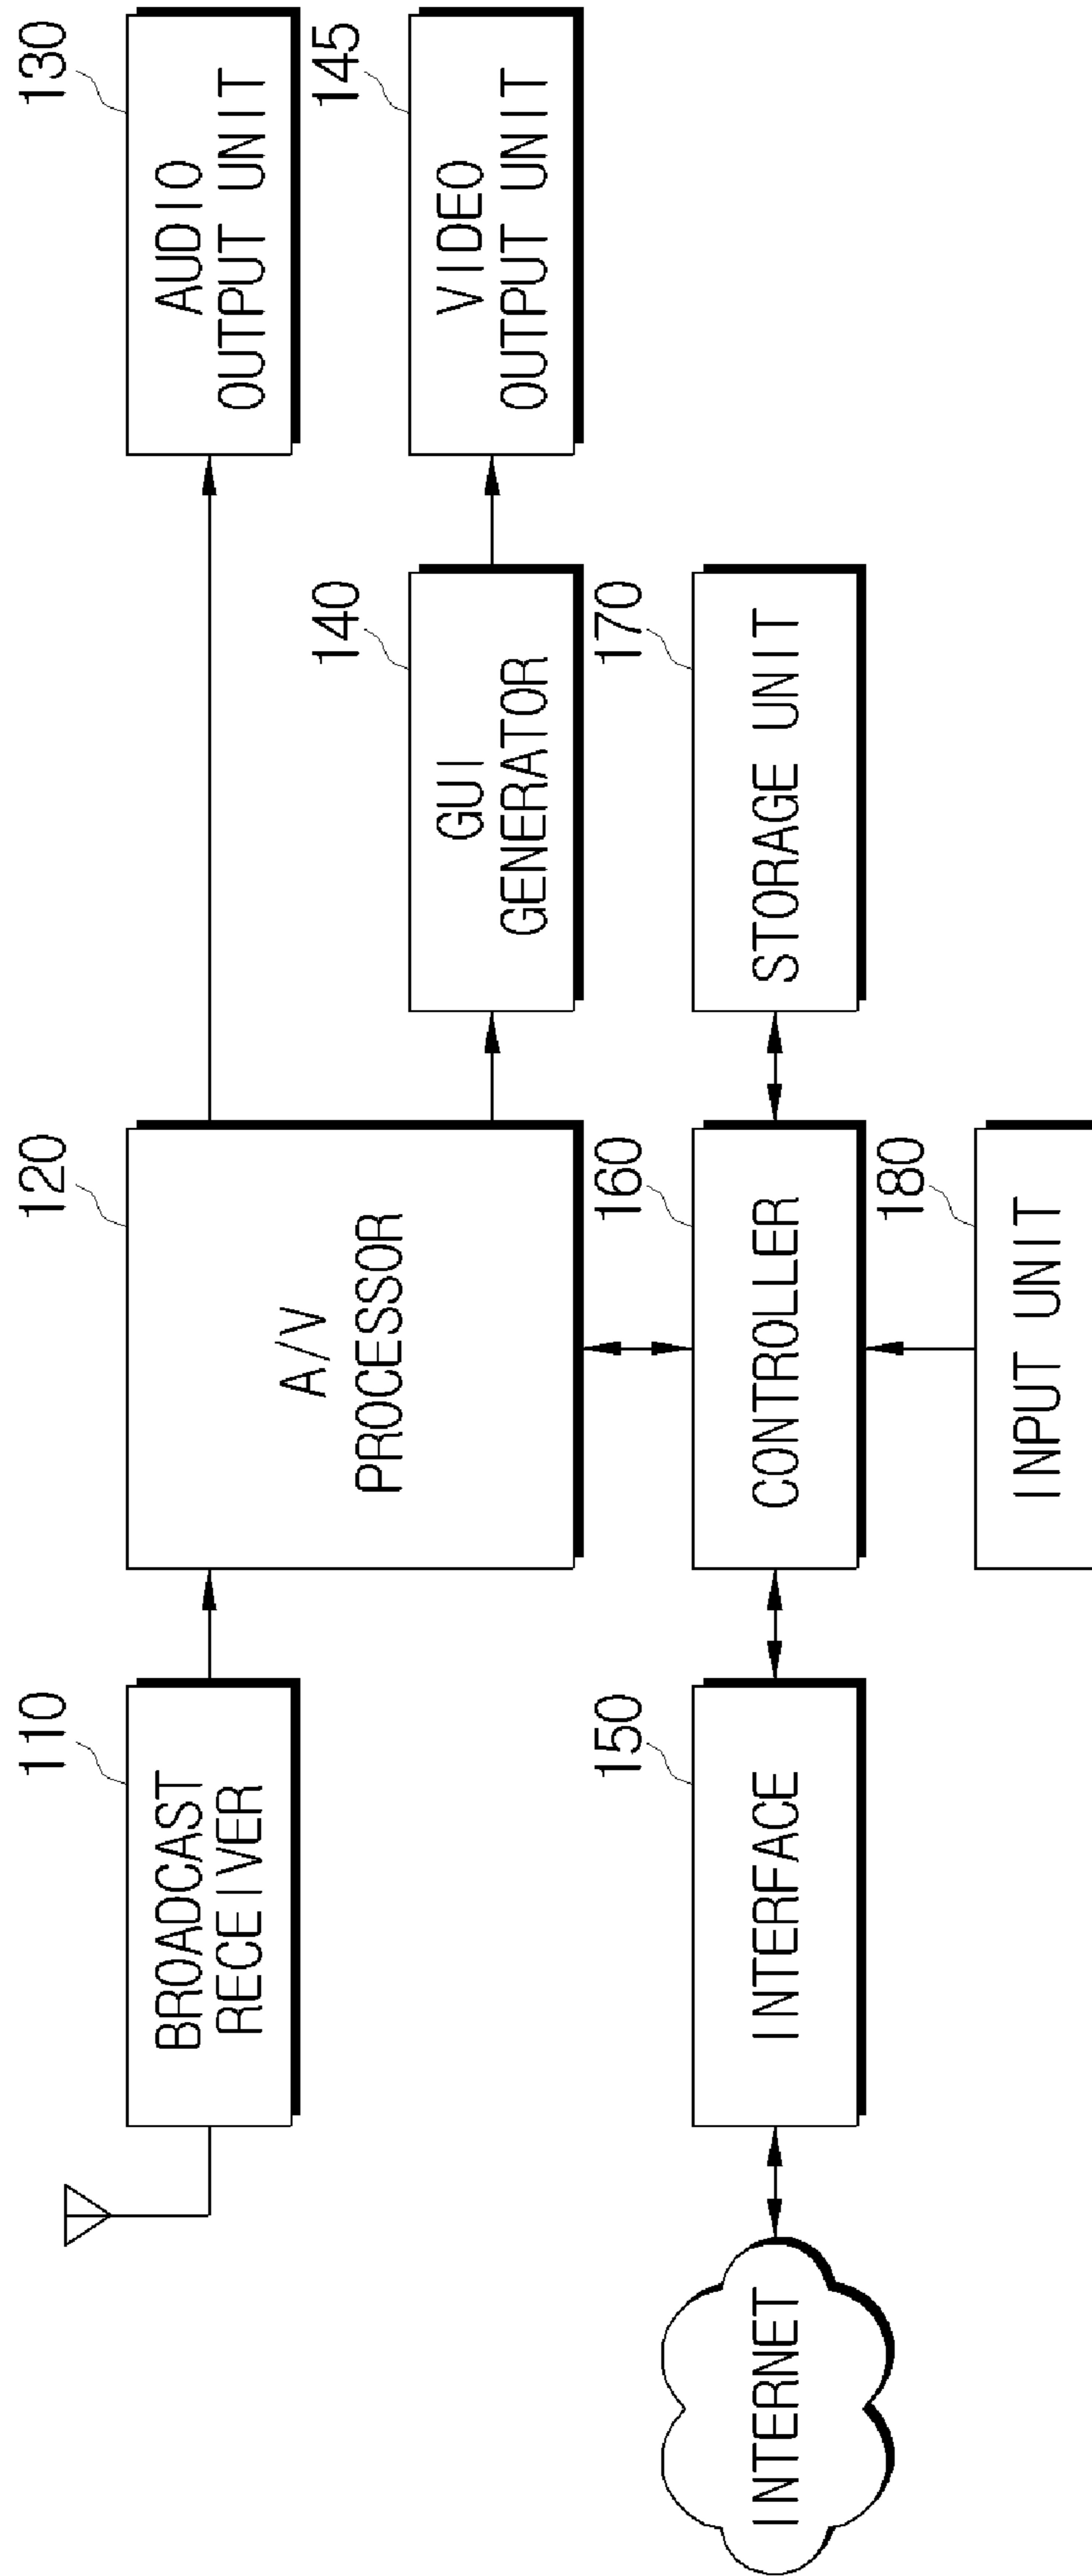 110
BROADCAST
RECEIVER
120
A/V
PROCESSOR
130
AUDIO
OUTPUT UNIT
140
GUI
GENERATOR
145
VIDEO
OUTPUT UNIT
INTERNET
150
INTERFACE
160
CONTROLLER
170
STORAGE UNIT
180
INPUT UNIT